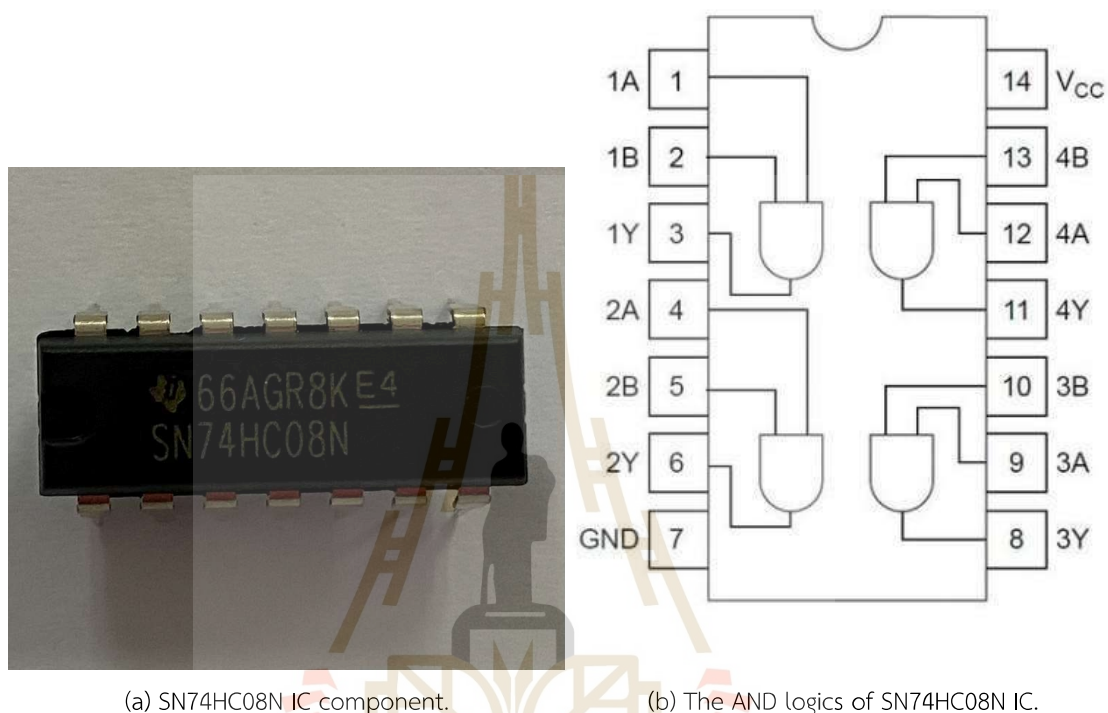 66AGR8K E4
SN74HC08N
1A 1 14 VCC
1B 2 13 4B
1Y 3 12 4A
2A 4 11 4Y
2B 5 10 3B
2Y 6 9 3A
GND 7 8 3Y
(a) SN74HC08N IC component. (b) The AND logics of SN74HC08N IC.